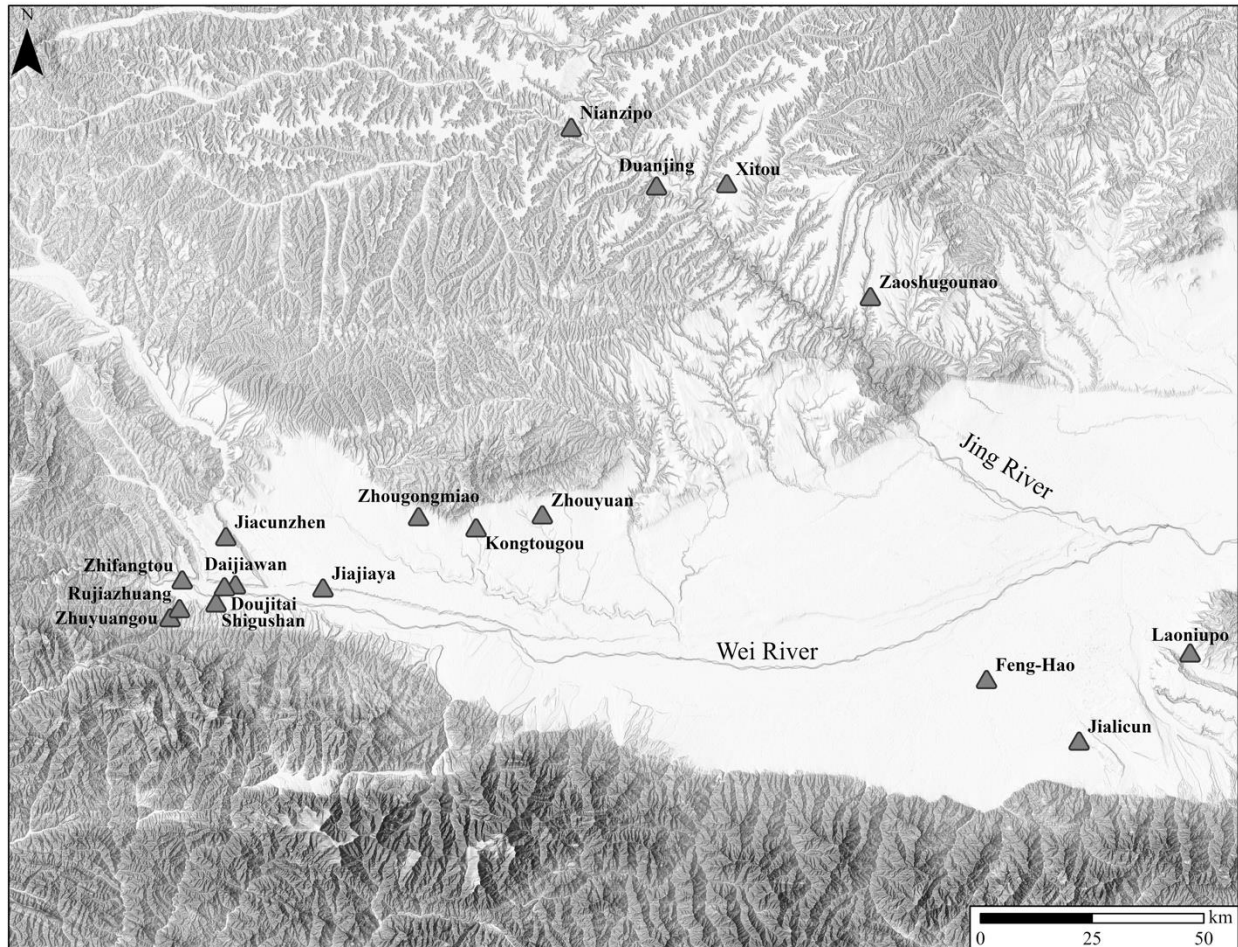 N
Nianzipo
Duanjing
Xitou
Zaoshugounao
Jing River
Zhougongmiao
Zhouyuan
Kongtougou
Jiacunzhen
Zhifangtou
Daijiawan
Jiajiaya
Rujiazhuang
Doujitai
Zhuyuangou
Shigushan
Wei River
Laoniupo
Feng-Hao
Jialicun
km
0 25 50